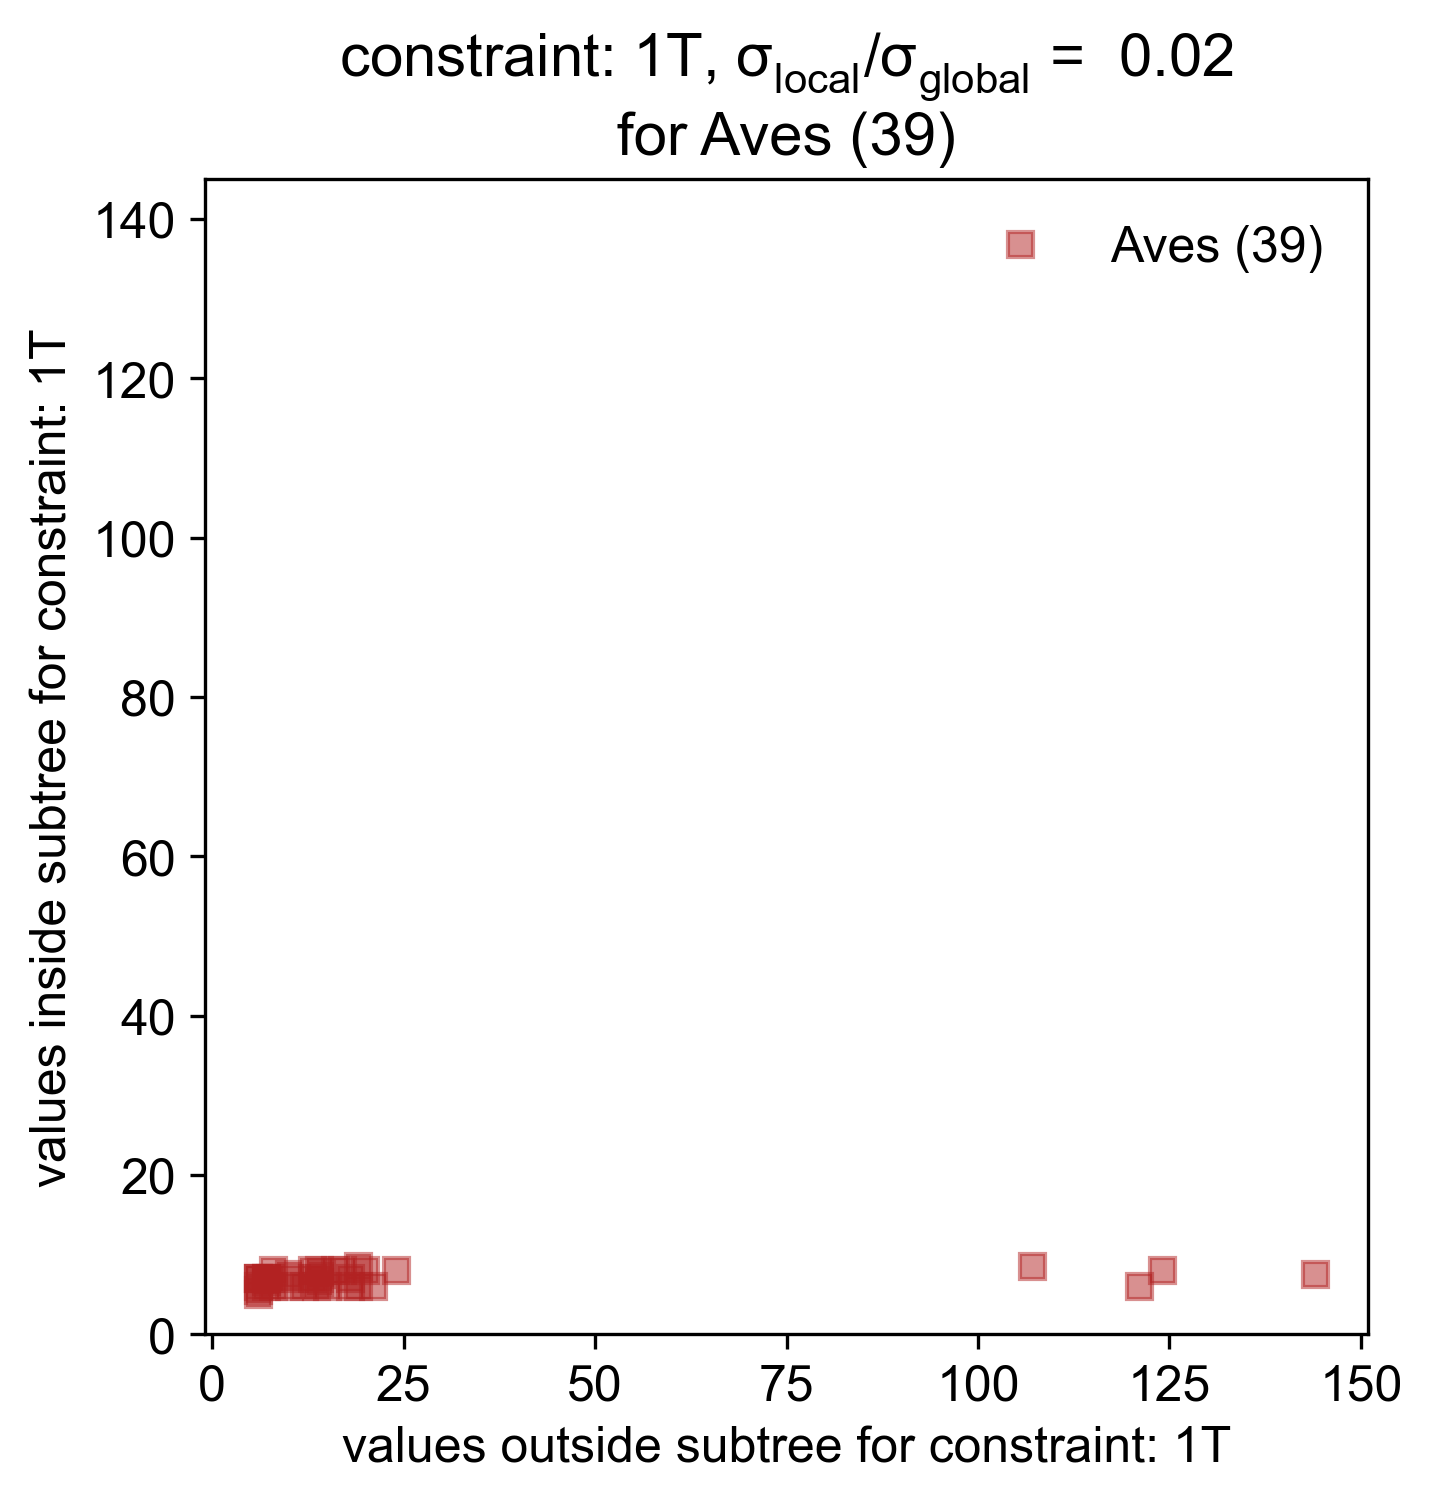 constraint: 1T, σlocal/σglobal = 0.02
for Aves (39)
Aves (39)
values inside subtree for constraint: 1T
140
120
100
80
60
40
20
0
0 25 50 75 100 125 150
values outside subtree for constraint: 1T